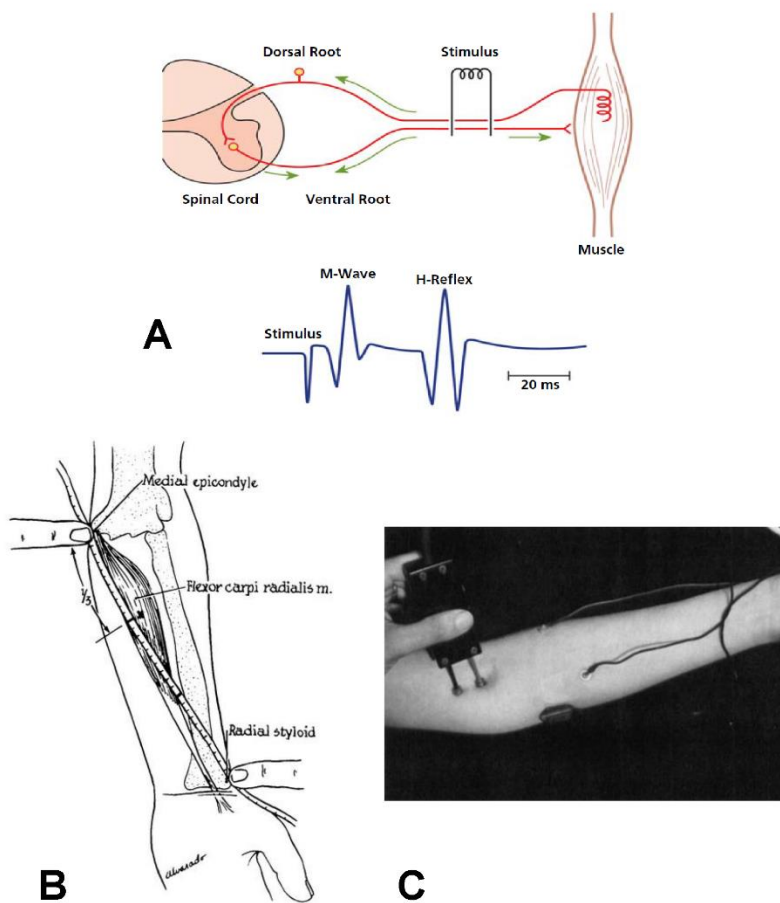 Dorsal Root
Stimulus
Spinal Cord
Ventral Root
Muscle
M-Wave
H-Reflex
Stimulus
20 ms
A
Medial epicondyle
1/3
Flexor carpi radialis m.
Radial styloid
alvarado
B
C